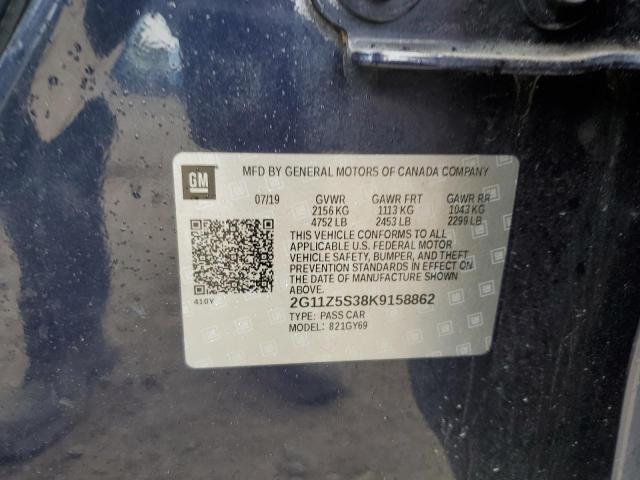 GM
MFD BY GENERAL MOTORS OF CANADA COMPANY
07/19 GVWR GAWR FRT GAWR RR
2156 KG 1113 KG 1043 KG
4752 LB 2453 LB 2299 LB
THIS VEHICLE CONFORMS TO ALL
APPLICABLE U.S. FEDERAL MOTOR
VEHICLE SAFETY, BUMPER, AND THEFT
PREVENTION STANDARDS IN EFFECT ON
THE DATE OF MANUFACTURE SHOWN
ABOVE.
410Y
2G11Z5S38K9158862
TYPE: PASS CAR
MODEL: 821GY69